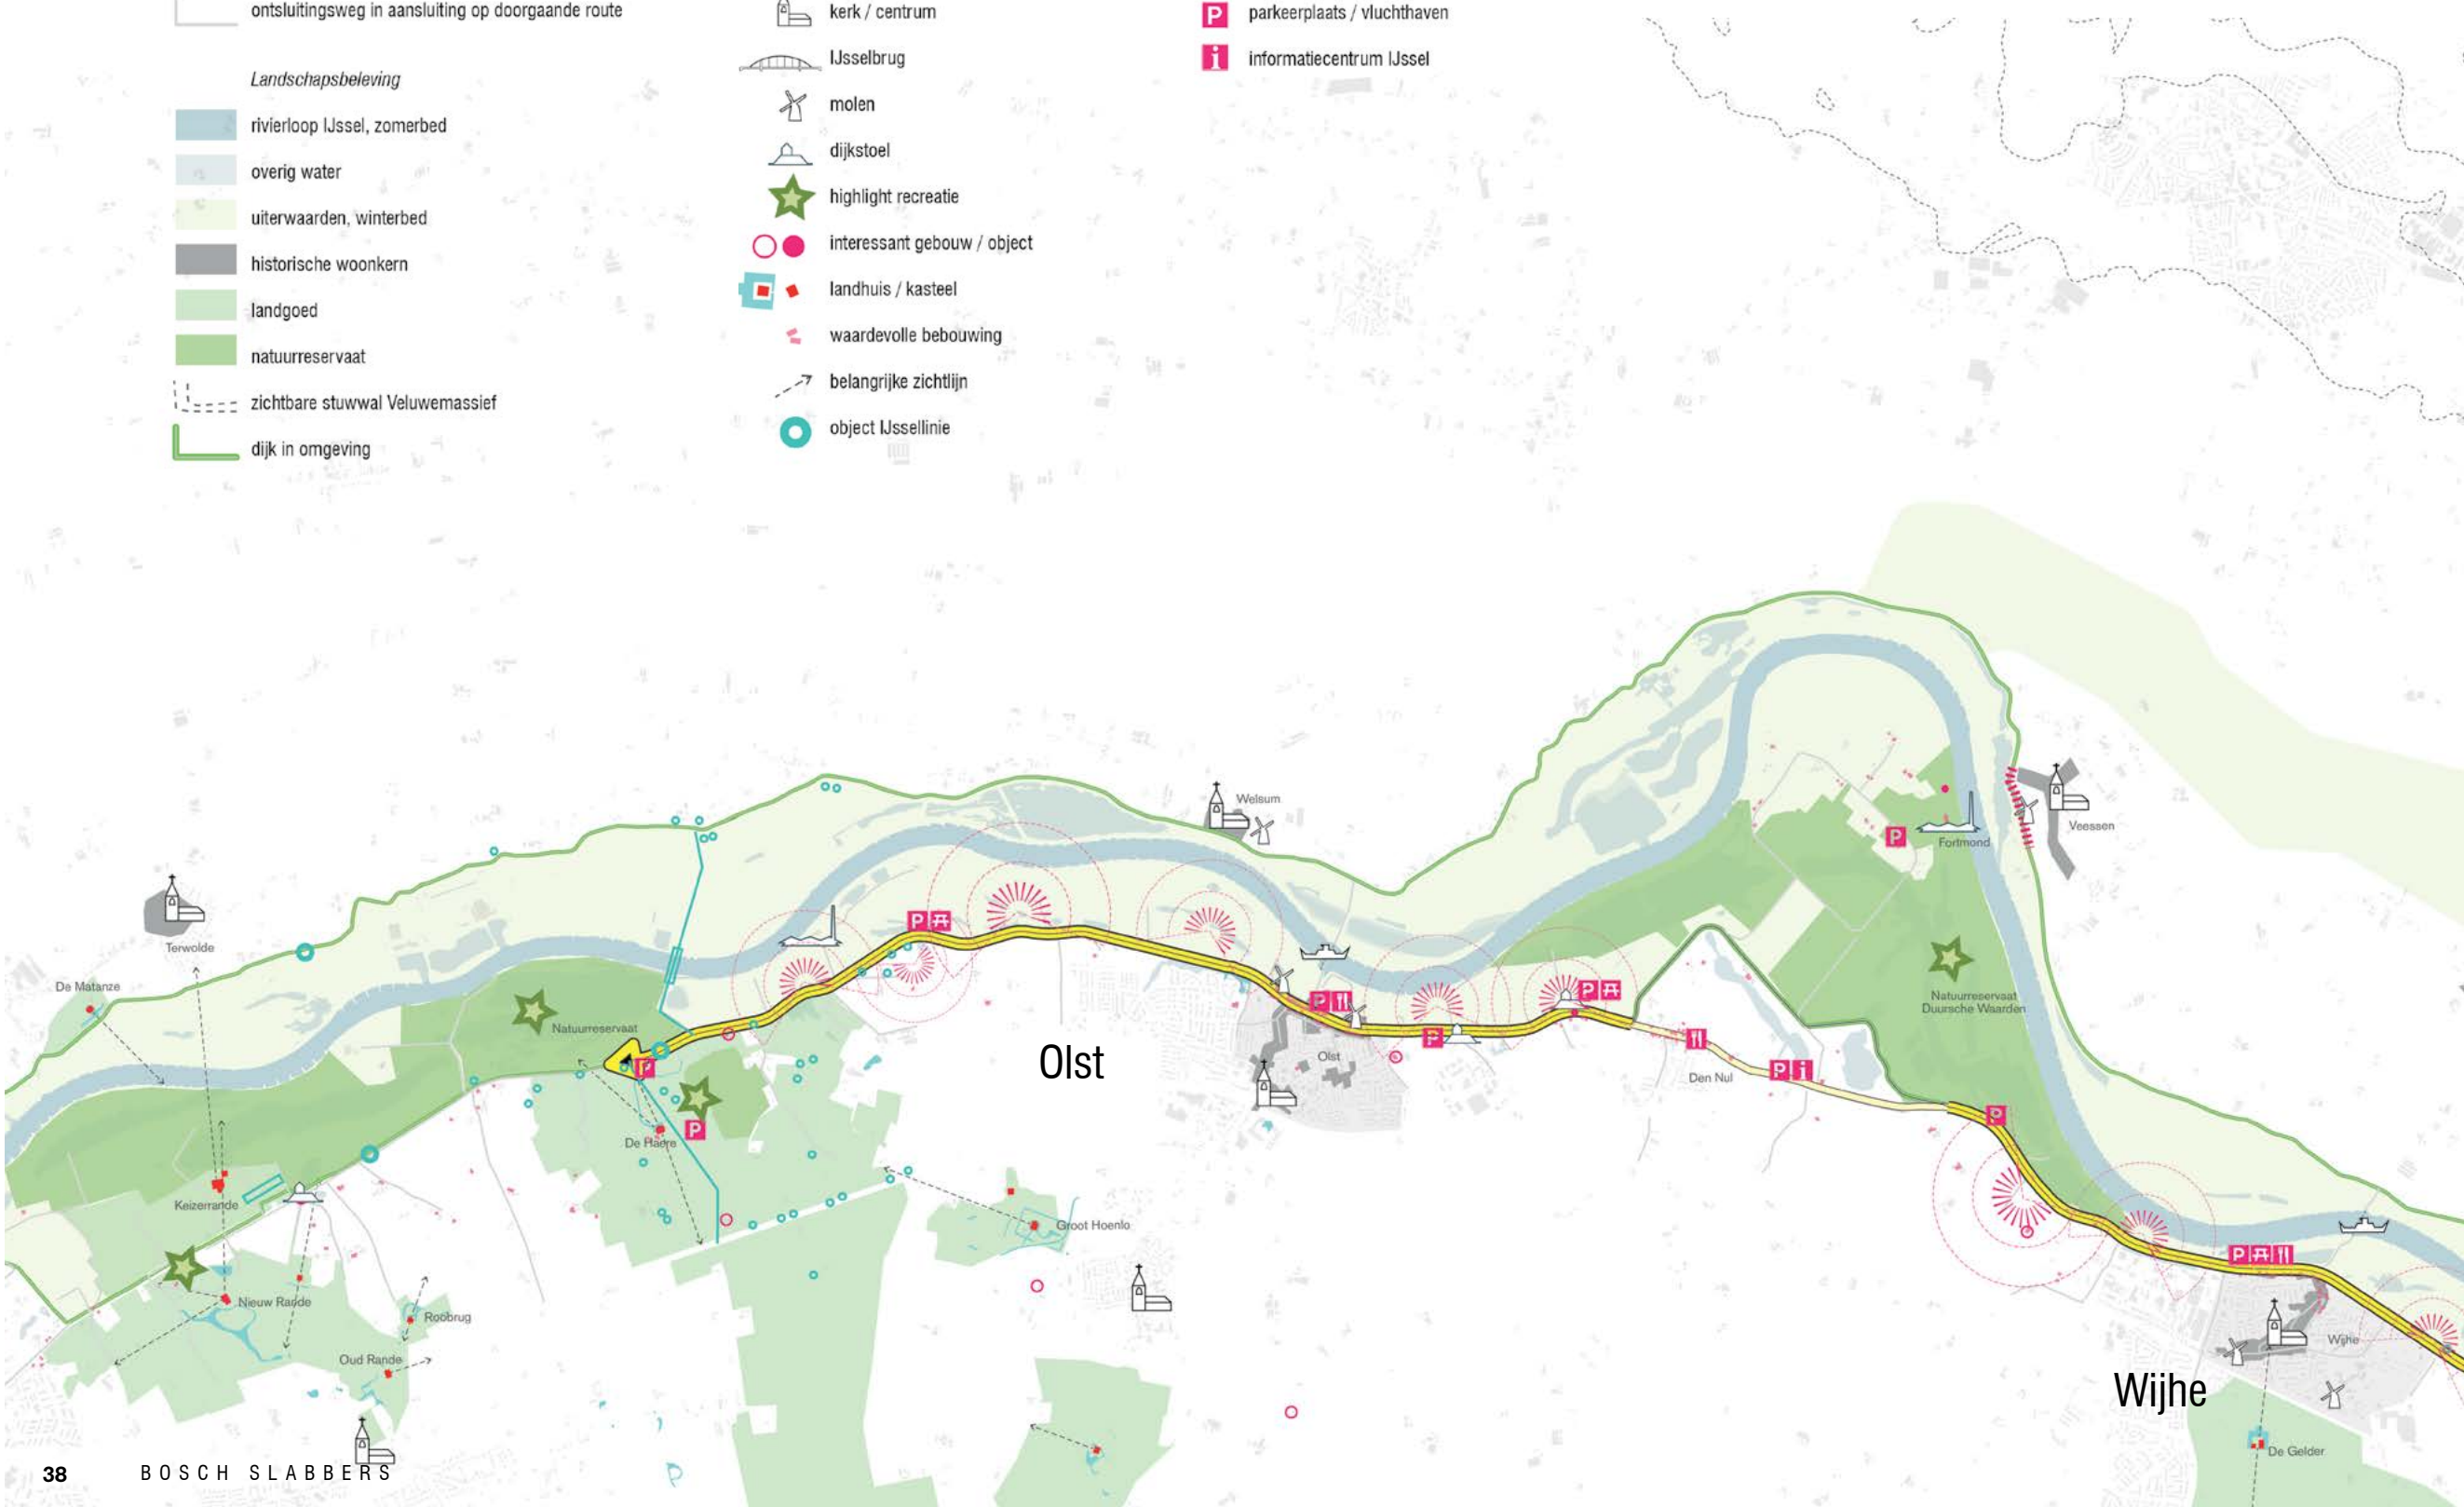 ontsluitingsweg in aansluiting op doorgaande route
Landschapsbeleving
rivierloop IJssel, zomerbed
overig water
uiterwaarden, winterbed
historische woonkern
landgoed
natuurreservaat
zichtbare stuwwal Veluwemassief
dijk in omgeving
kerk / centrum
IJsselbrug
molen
dijkstoel
highlight recreatie
interessant gebouw / object
landhuis / kasteel
waardevolle bebouwing
belangrijke zichtlijn
object IJssellinie
P parkeerplaats / vluchthaven
i informatiecentrum IJssel
Welsum
Veessen
Fortmond
P
Terwolde
P
De Matanze
Natuurreservaat
Duursche Waarden
P
P
Natuurreservaat
P
Olst
Olst
P
Den Nul
P i
P
De Haere
P
Keizerrande
Groot Hoenlo
P
Nieuw Rande
Roobrug
Oud Rande
Wijhe
Wijhe
De Gelder
38 BOSCH SLABBERS